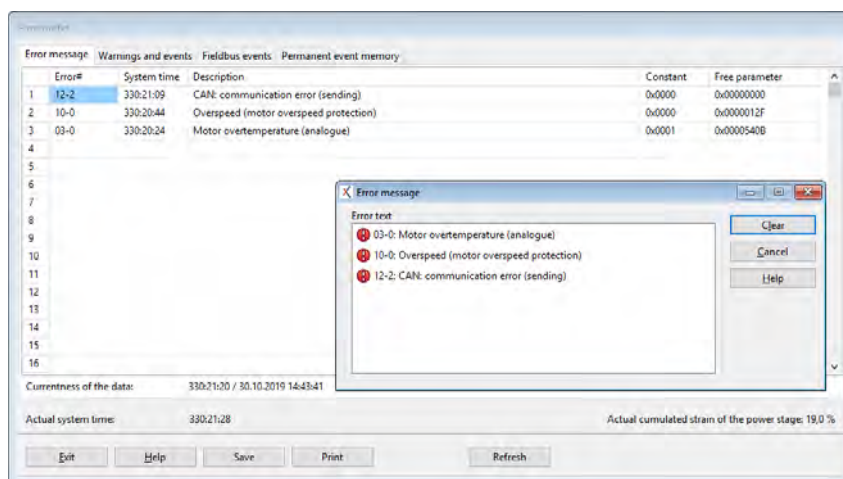 Parameter
Error message Warnings and events Fieldbus events Permanent event memory
Error# System time Description Constant Free parameter
1 12-2 330:21:09 CAN: communication error (sending) 0x0000 0x00000000
2 10-0 330:20:44 Overspeed (motor overspeed protection) 0x0000 0x0000012F
3 03-0 330:20:24 Motor overtemperature (analogue) 0x0001 0x0000540B
4
5
6
7
8
9
10
11
12
13
14
15
16
Error message
Error text
03-0: Motor overtemperature (analogue)
10-0: Overspeed (motor overspeed protection)
12-2: CAN: communication error (sending)
Clear
Cancel
Help
Currentness of the data: 330:21:20 / 30.10.2019 14:43:41
Actual system time: 330:21:28 Actual cumulated strain of the power stage: 19,0 %
Exit Help Save Print Refresh